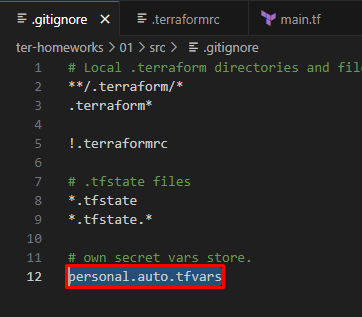 .gitignore × .terraformrc main.tf
ter-homeworks > 01 > src > .gitignore
1 # Local .terraform directories and fil
2 **/.terraform/*
3 .terraform*
4
5 !.terraformrc
6
7 # .tfstate files
8 *.tfstate
9 *.tfstate.*
10
11 # own secret vars store.
12 personal.auto.tfvars